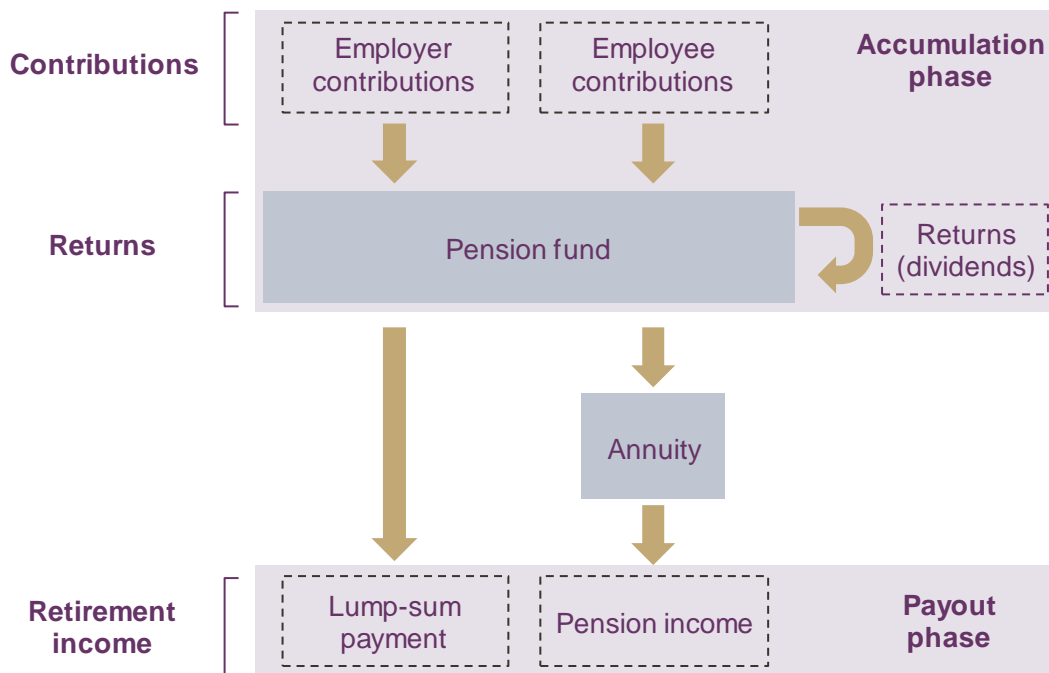 Contributions
Employer
contributions
Employee
contributions
Accumulation
phase
Returns
Pension fund
Returns
(dividends)
Annuity
Retirement
income
Lump-sum
payment
Pension income
Payout
phase